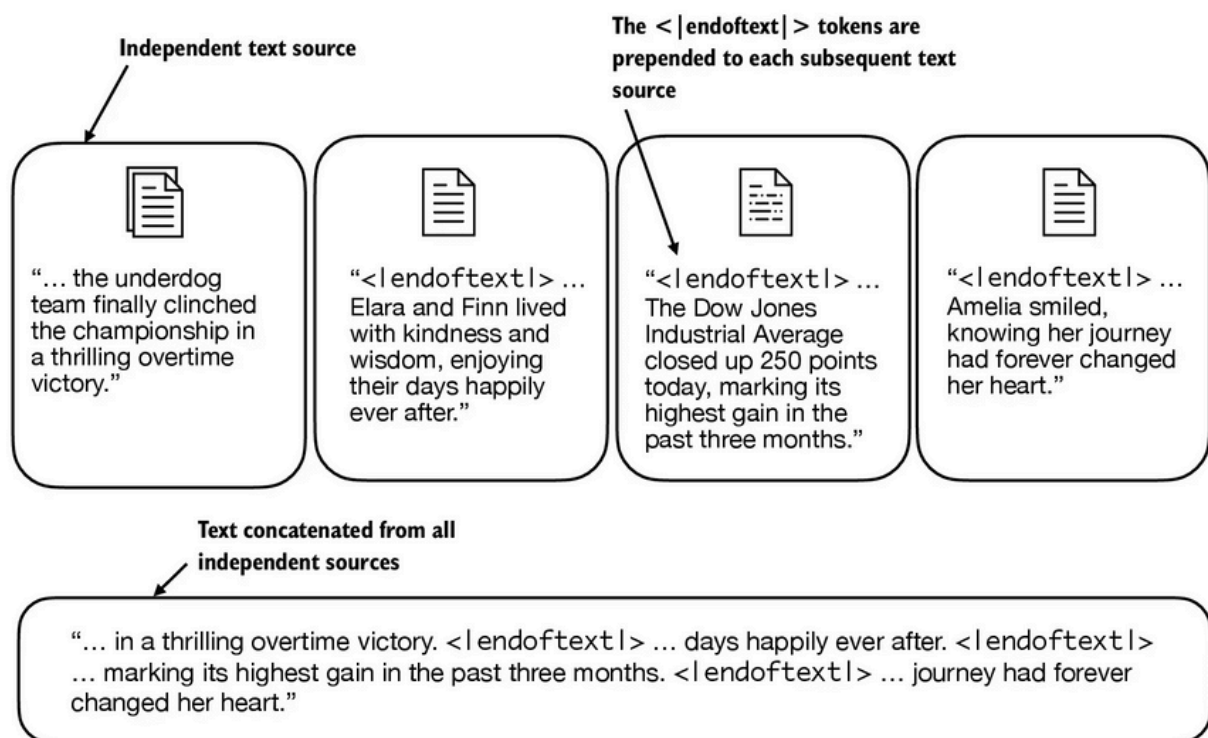 Independent text source
The <|endoftext|> tokens are
prepended to each subsequent text
source
“... the underdog
team finally clinched
the championship in
a thrilling overtime
victory.”
“<|endoftext|> ...
Elara and Finn lived
with kindness and
wisdom, enjoying
their days happily
ever after.”
“<|endoftext|> ...
The Dow Jones
Industrial Average
closed up 250 points
today, marking its
highest gain in the
past three months.”
“<|endoftext|> ...
Amelia smiled,
knowing her journey
had forever changed
her heart.”
Text concatenated from all
independent sources
“... in a thrilling overtime victory. <|endoftext|> ... days happily ever after. <|endoftext|>
... marking its highest gain in the past three months. <|endoftext|> ... journey had forever
changed her heart.”